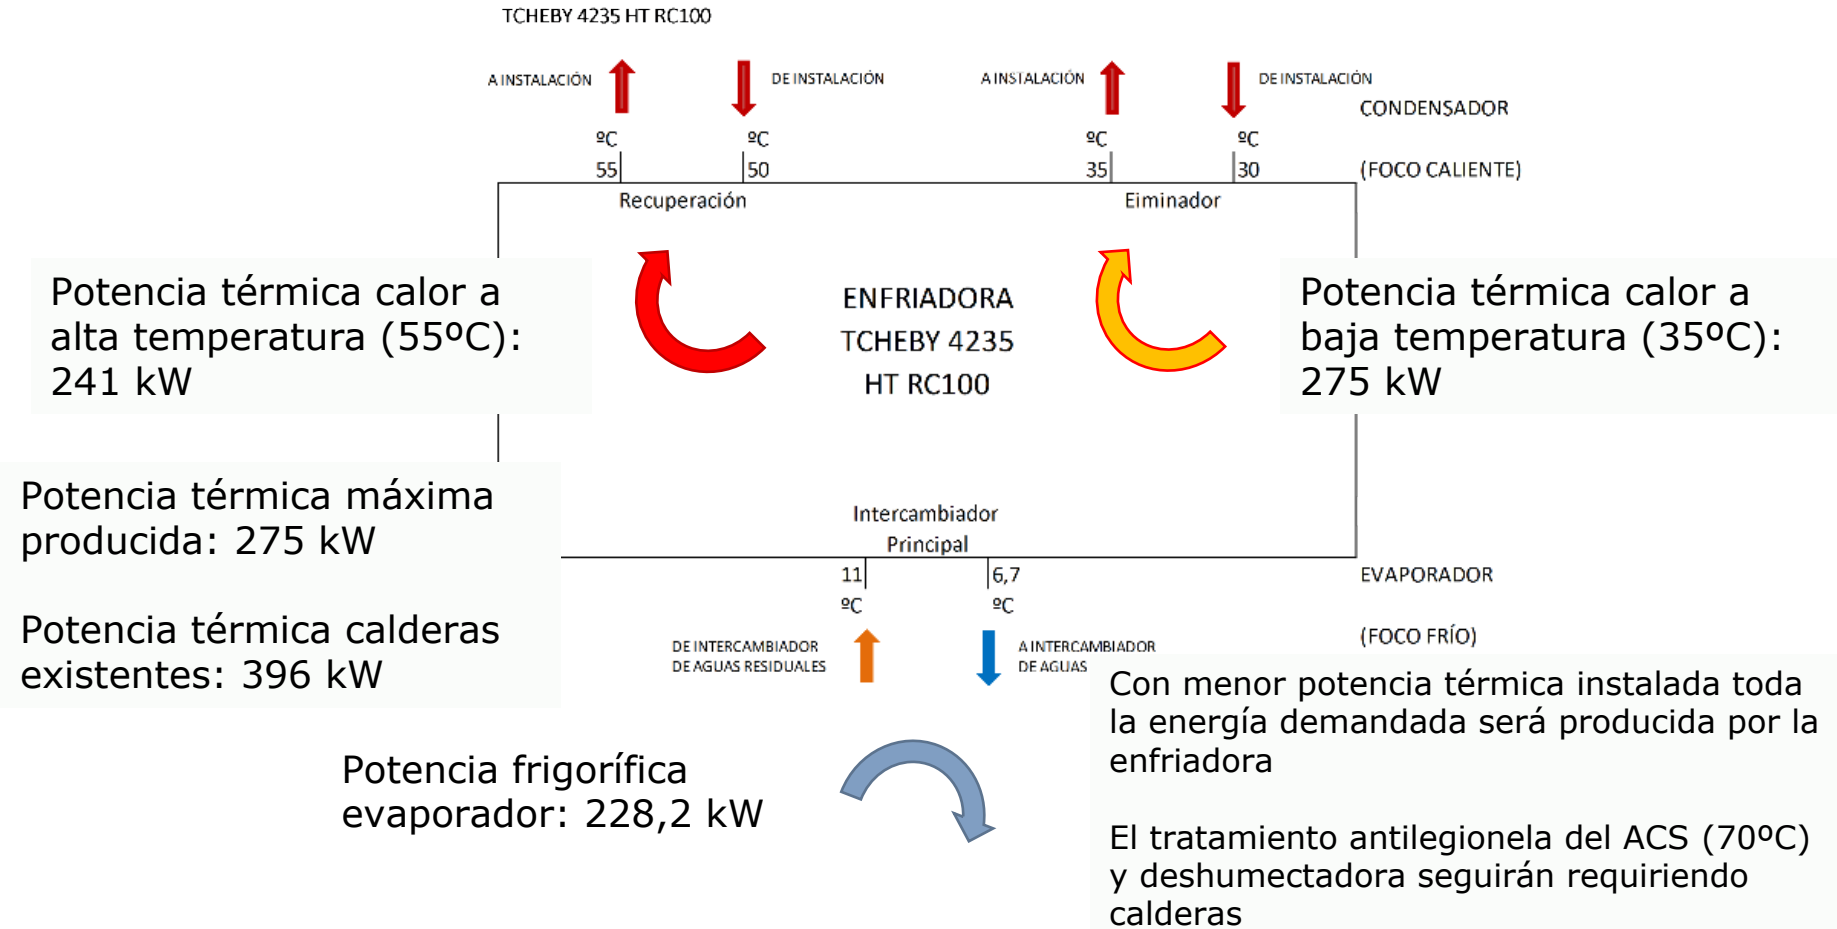 TCHEBY 4235 HT RC100
A INSTALACIÓN
DE INSTALACIÓN
A INSTALACIÓN
DE INSTALACIÓN
CONDENSADOR
ºC
ºC
ºC
ºC
55
50
35
30
(FOCO CALIENTE)
Recuperación
Eiminador
Potencia térmica calor a
alta temperatura (55ºC):
241 kW
ENFRIADORA
TCHEBY 4235
HT RC100
Potencia térmica calor a
baja temperatura (35ºC):
275 kW
Potencia térmica máxima
producida: 275 kW
Potencia térmica calderas
existentes: 396 kW
Intercambiador
Principal
11
6,7
EVAPORADOR
ºC
ºC
(FOCO FRÍO)
DE INTERCAMBIADOR
DE AGUAS RESIDUALES
A INTERCAMBIADOR
DE AGUAS
Potencia frigorífica
evaporador: 228,2 kW
Con menor potencia térmica instalada toda
la energía demandada será producida por la
enfriadora
El tratamiento antilegionela del ACS (70ºC)
y deshumectadora seguirán requiriendo
calderas